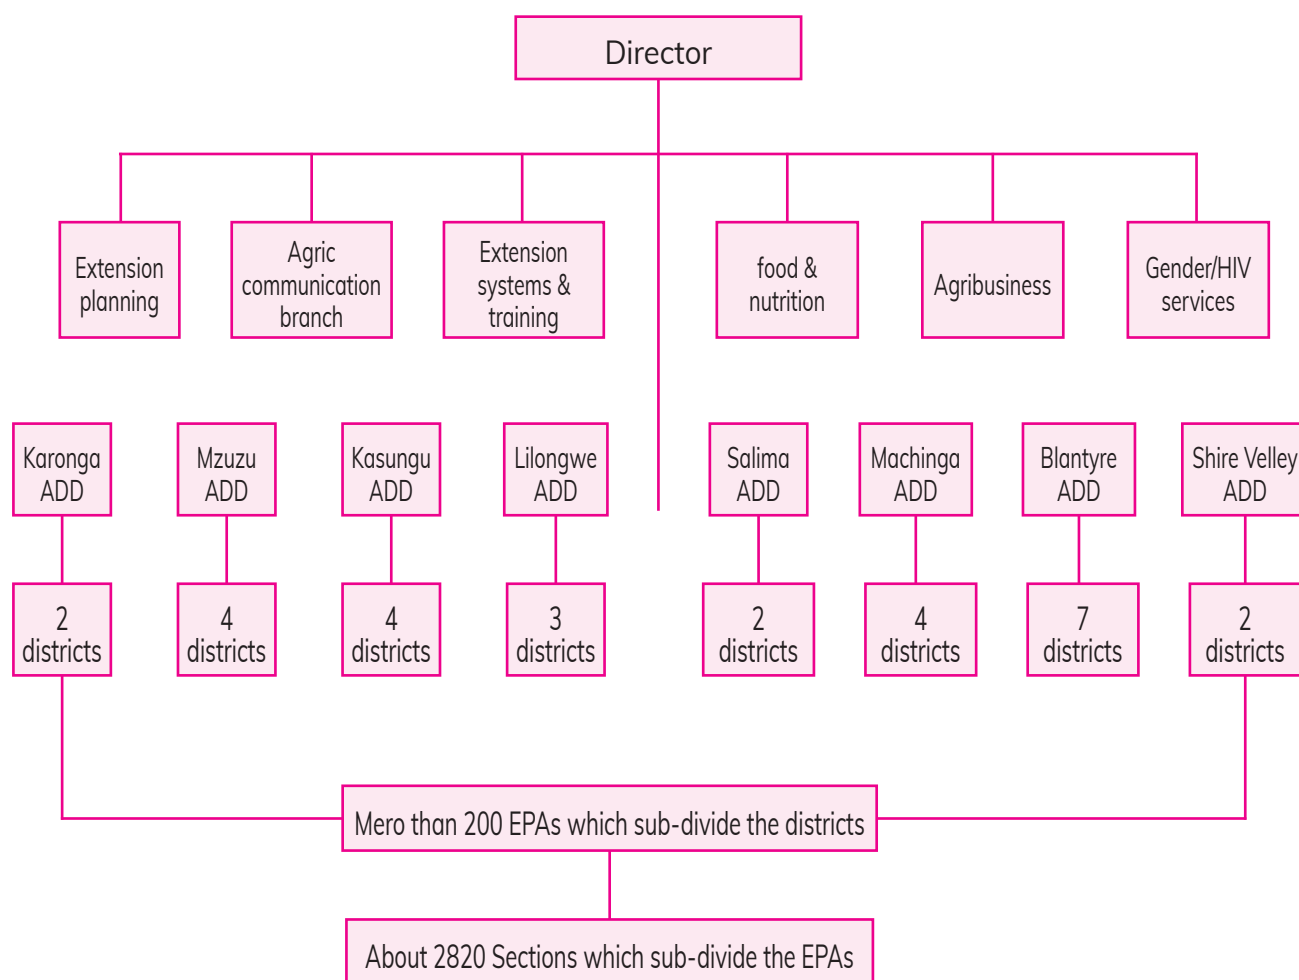 Director
Extension
planning
Agric
communication
branch
Extension
systems &
training
food &
nutrition
Agribusiness
Gender/HIV
services
Karonga
ADD
Mzuzu
ADD
Kasungu
ADD
Lilongwe
ADD
Salima
ADD
Machinga
ADD
Blantyre
ADD
Shire Velley
ADD
2
districts
4
districts
4
districts
3
districts
2
districts
4
districts
7
districts
2
districts
Mero than 200 EPAs which sub-divide the districts
About 2820 Sections which sub-divide the EPAs